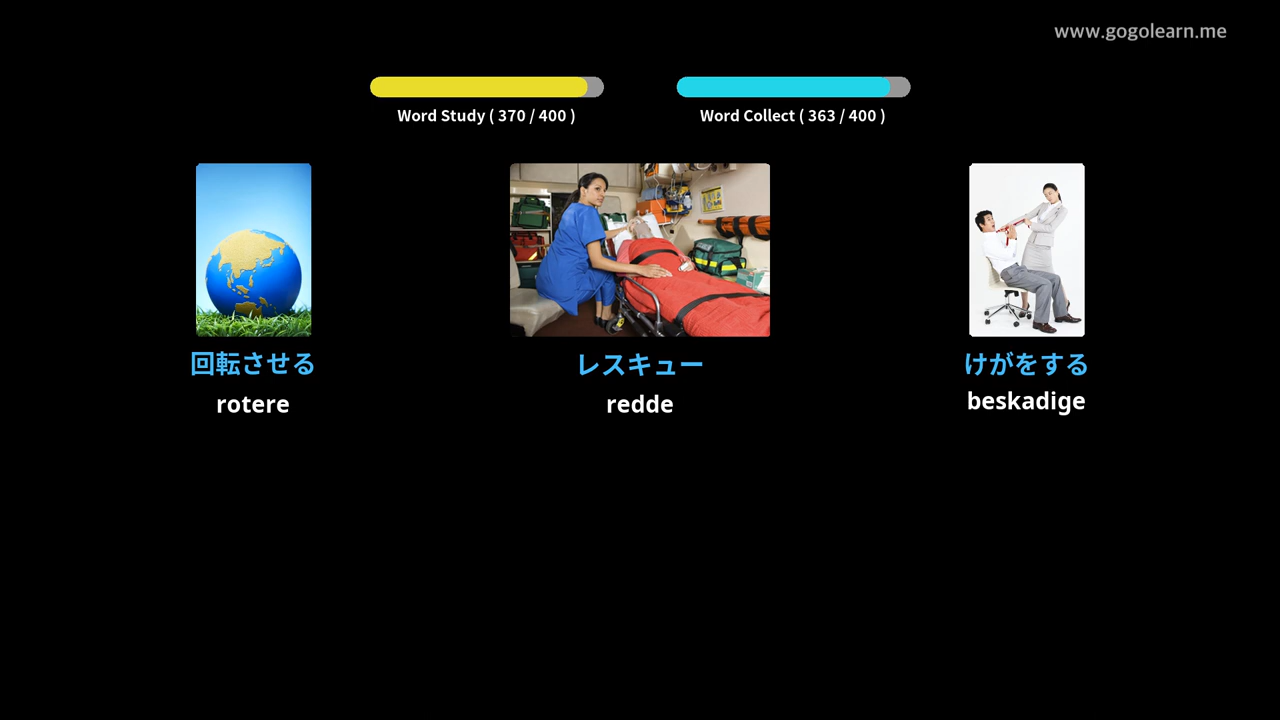 www.gogolearn.me
Word Study ( 370 / 400 )
Word Collect ( 363 / 400 )
回転させる
レスキュー
けがをする
rotere
redde
beskadige